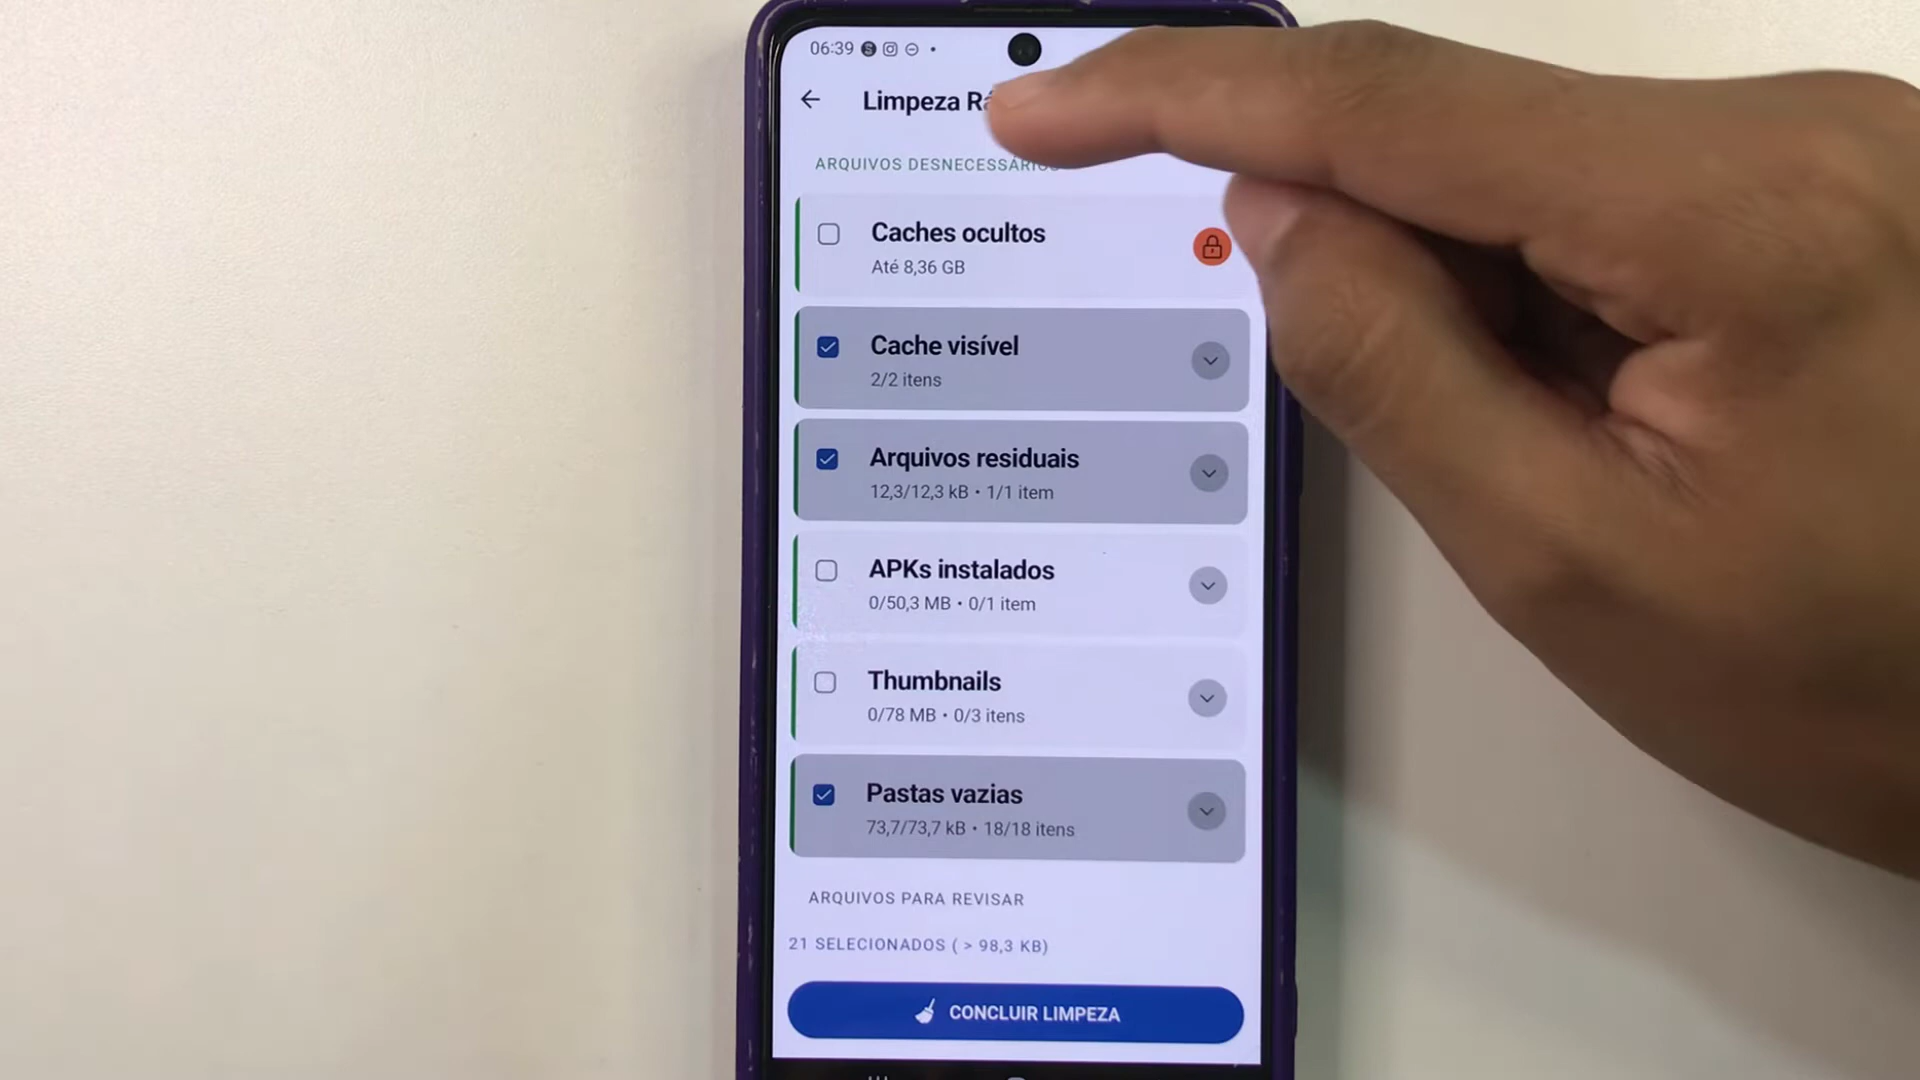 06:39
Limpeza
ARQUIVOS DESNECESSÁRIOS
Caches ocultos
Até 8,36 GB
Cache visível
2/2 itens
Arquivos residuais
12,3/12,3 kB • 1/1 item
APKs instalados
0/50,3 MB • 0/1 item
Thumbnails
0/78 MB • 0/3 itens
Pastas vazias
73,7/73,7 kB • 18/18 itens
ARQUIVOS PARA REVISAR
21 SELECIONADOS ( > 98,3 KB)
CONCLUIR LIMPEZA